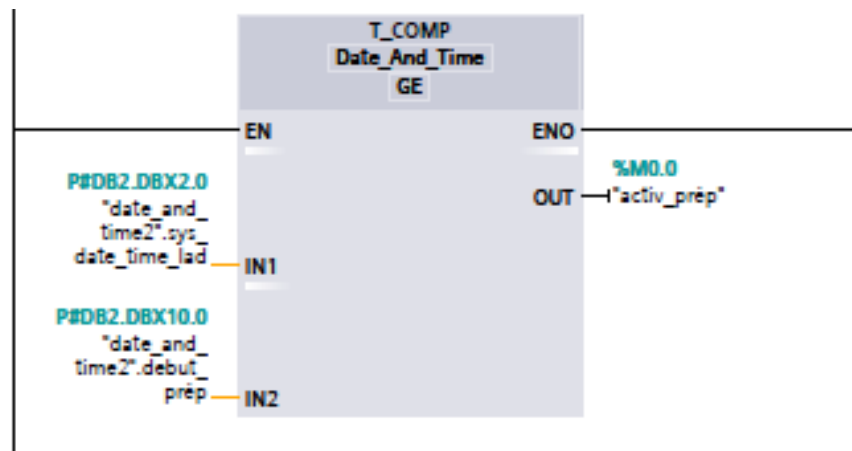 T_COMP
Date_And_Time
GE
EN
ENO
P#DB2.DBX2.0
"date_and_
time2".sys_
date_time_lad
IN1
%M0.0
OUT
"activ_prép"
P#DB2.DBX10.0
"date_and_
time2".debut_
prép
IN2